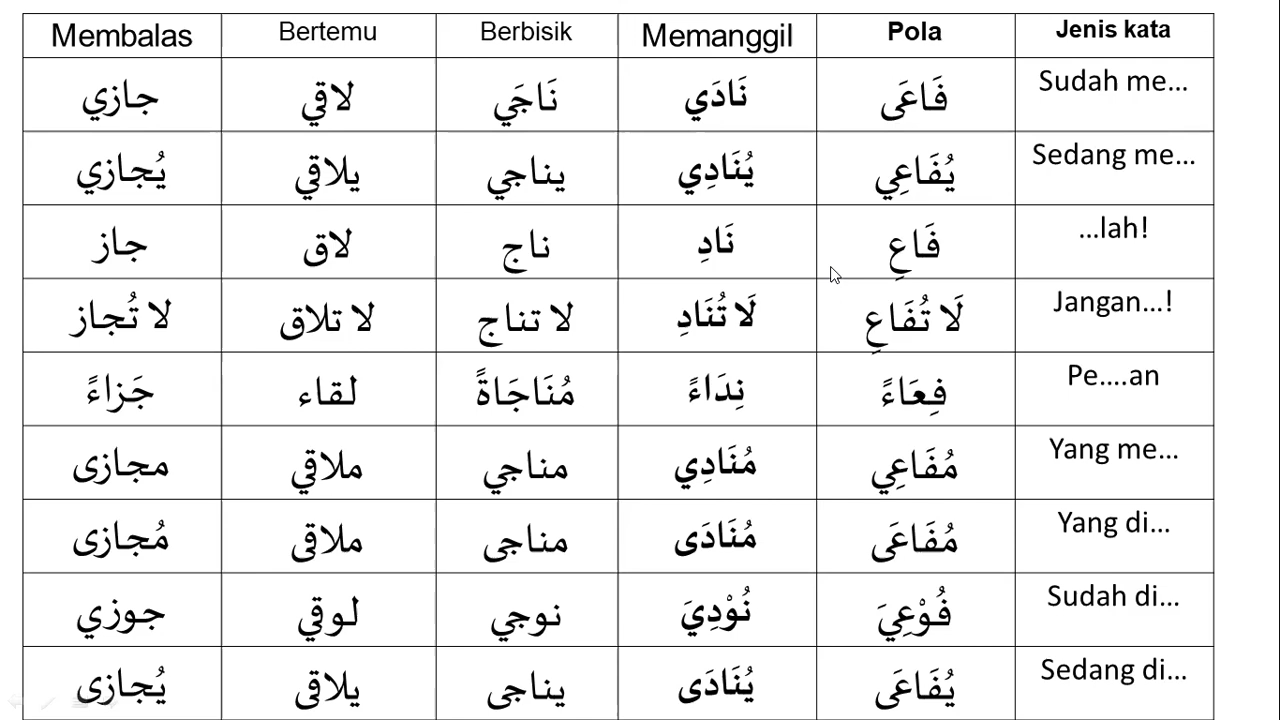 Membalas Bertemu Berbisik Memanggil Pola Jenis kata
جازي لاقي نَاجَي نَادَي فَاعَى Sudah me...
يُجازي يلاقي يناجي يُنَادِي يُفَاعِي Sedang me...
جاز لاق ناج نَادِ فَاعِ ...lah!
لا تُجاز لا تلاق لا تناج لَا تُنَادِ لَا تُفَاعِ Jangan...!
جَزاءً لقاء مُنَاجَاةً نِدَاءً فِعَاءً Pe....an
مجازى ملاقي مناجي مُنَادِي مُفَاعِي Yang me...
مُجازى ملاقى مناجى مُنَادَى مُفَاعَى Yang di...
جوزي لوقي نوجي نُوْدِيَ فُوْعِيَ Sudah di...
يُجازى يلاقى يناجى يُنَادَى يُفَاعَى Sedang di...